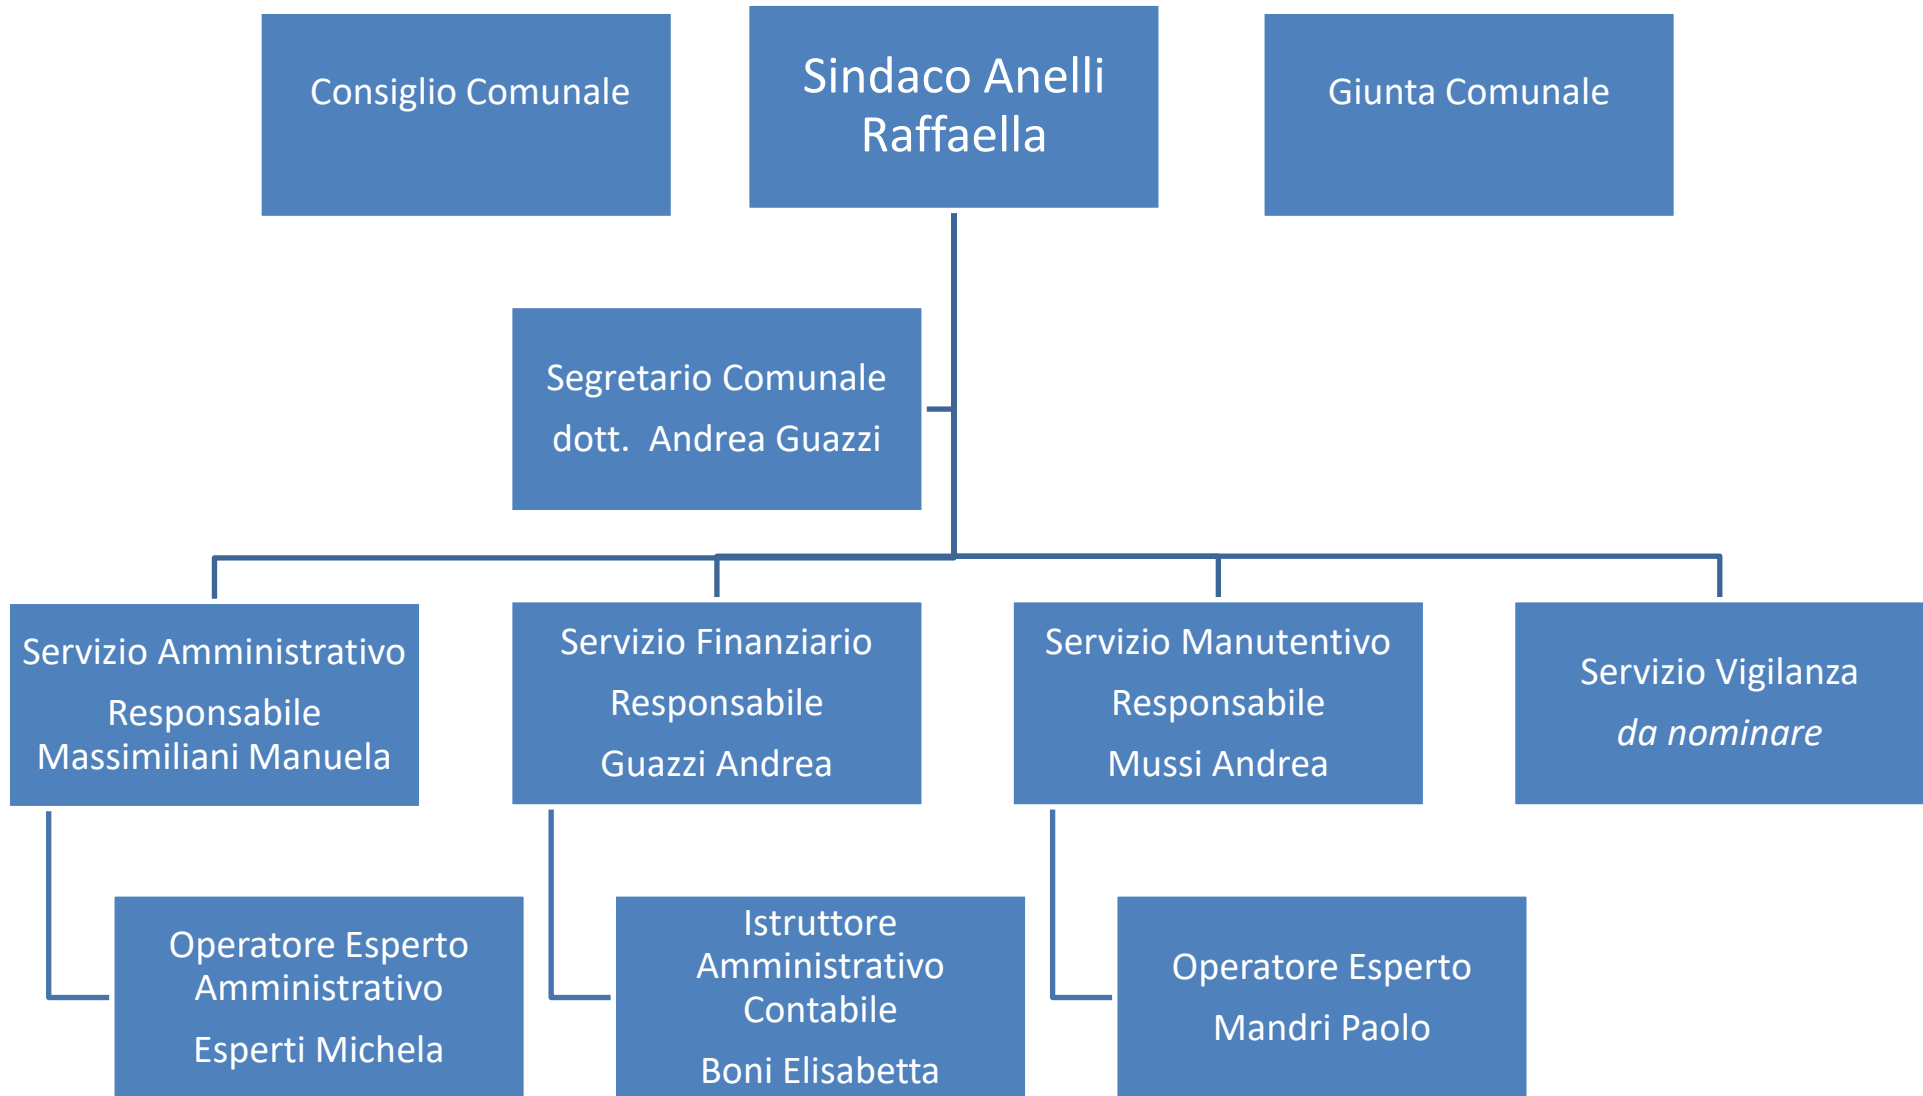 Consiglio Comunale
Sindaco Anelli
Raffaella
Giunta Comunale
Segretario Comunale
dott.  Andrea Guazzi
Servizio Amministrativo
Responsabile
Massimiliani Manuela
Servizio Finanziario
Responsabile
Guazzi Andrea
Servizio Manutentivo
Responsabile
Mussi Andrea
Servizio Vigilanza
da nominare
Operatore Esperto
Amministrativo
Esperti Michela
Istruttore
Amministrativo
Contabile
Boni Elisabetta
Operatore Esperto
Mandri Paolo